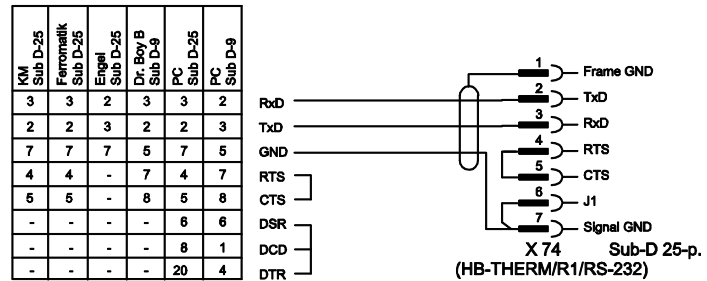 KM Sub D-25 Ferromatik Sub D-25 Engel Sub D-25 Dr. Boy B Sub D-9 PC Sub D-25 PC Sub D-9
3 3 2 3 3 2 RxD
2 2 3 2 2 3 TxD
7 7 7 5 7 5 GND
4 4 - 7 4 7 RTS
5 5 - 8 5 8 CTS
- - - - 6 6 DSR
- - - - 8 1 DCD
- - - - 20 4 DTR
1 Frame GND
2 TxD
3 RxD
4 RTS
5 CTS
6 J1
7 Signal GND
X 74 Sub-D 25-p.
(HB-THERM/R1/RS-232)